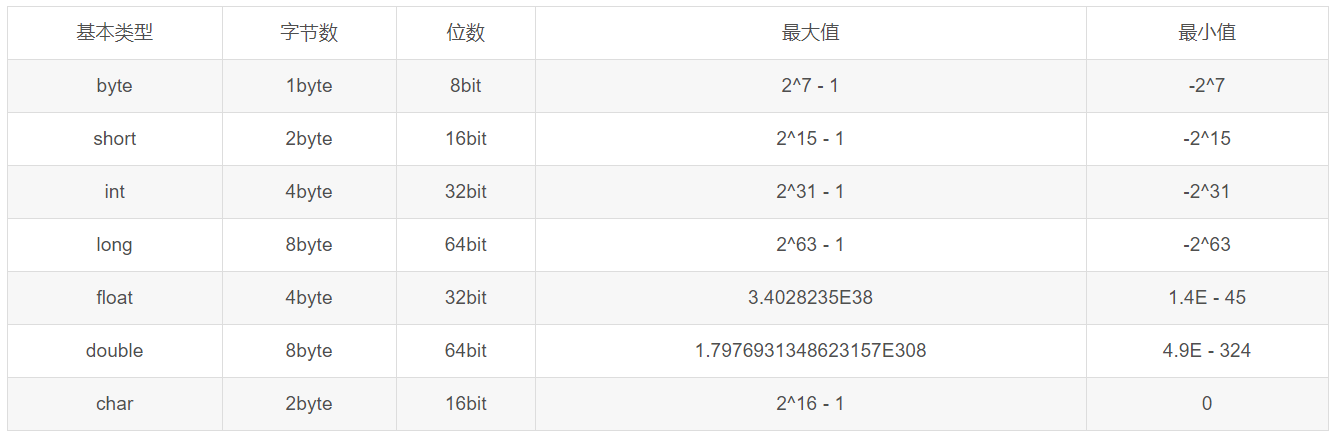 基本类型 字节数 位数 最大值 最小值
byte 1byte 8bit 2^7 - 1 -2^7
short 2byte 16bit 2^15 - 1 -2^15
int 4byte 32bit 2^31 - 1 -2^31
long 8byte 64bit 2^63 - 1 -2^63
float 4byte 32bit 3.4028235E38 1.4E - 45
double 8byte 64bit 1.7976931348623157E308 4.9E - 324
char 2byte 16bit 2^16 - 1 0